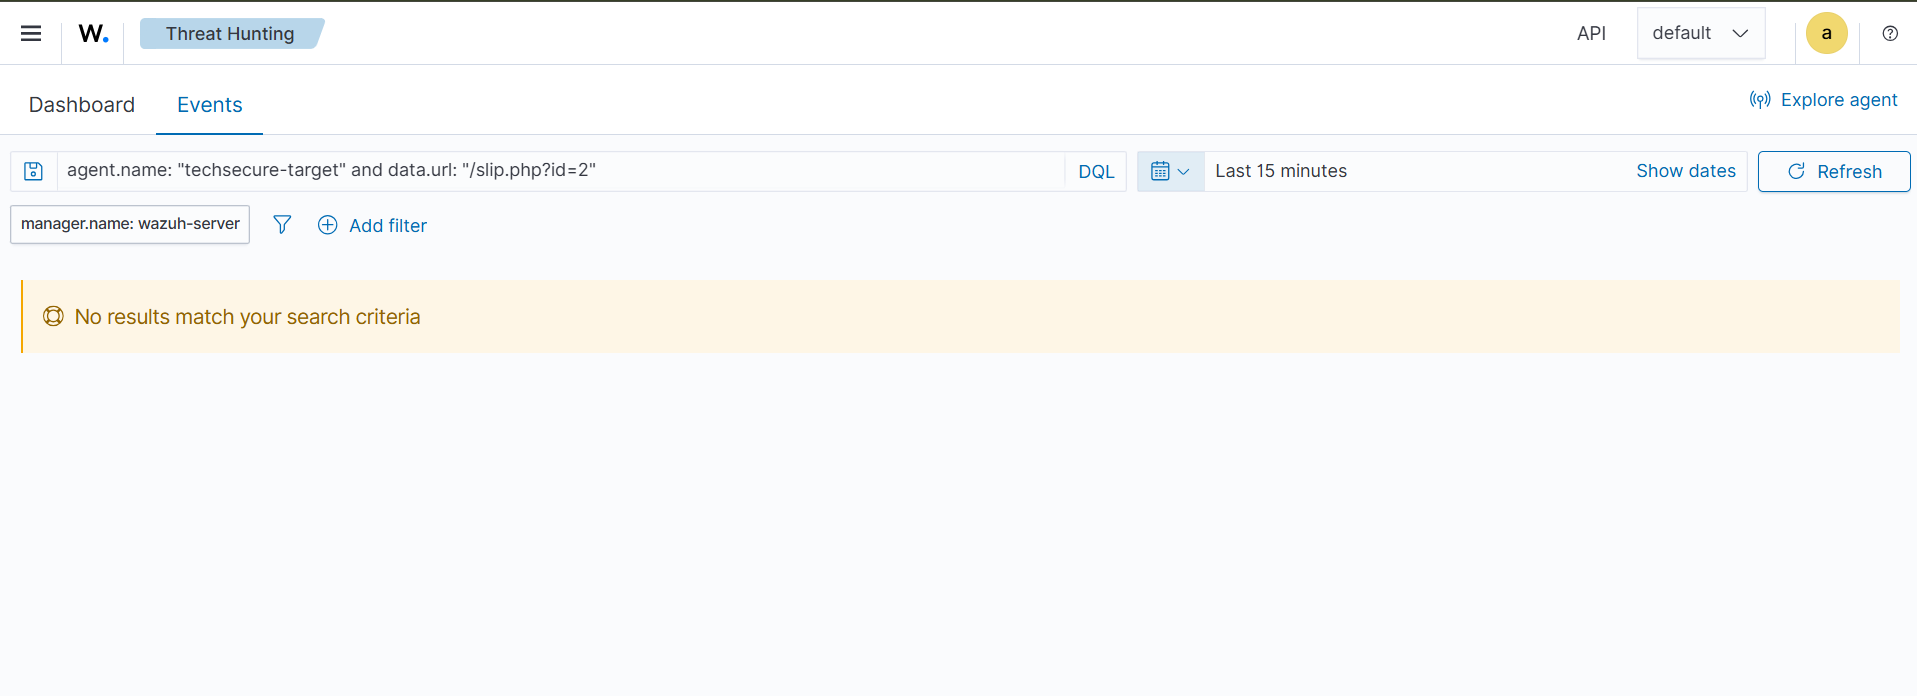 W. Threat Hunting API default a
Dashboard Events Explore agent
agent.name: "techsecure-target" and data.url: "/slip.php?id=2" DQL Last 15 minutes Show dates Refresh
manager.name: wazuh-server Add filter
No results match your search criteria